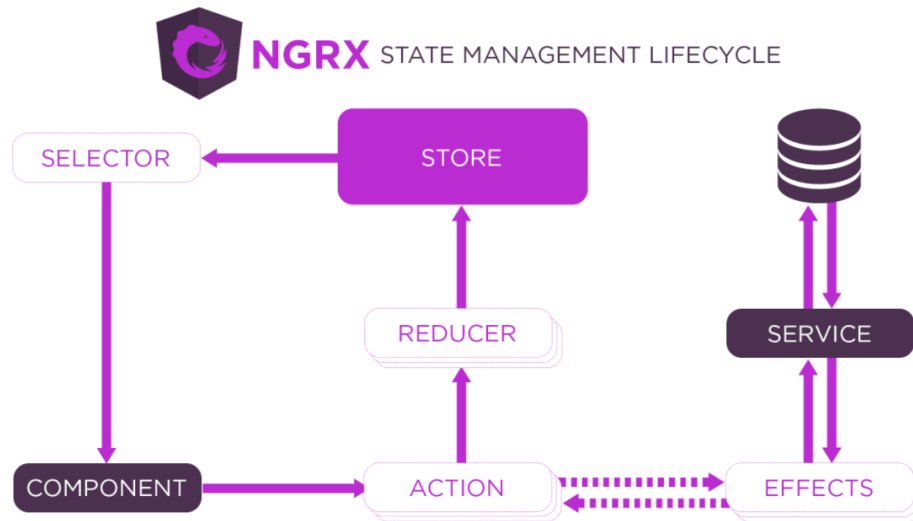 NGRX STATE MANAGEMENT LIFECYCLE
SELECTOR
STORE
REDUCER
SERVICE
COMPONENT
ACTION
EFFECTS